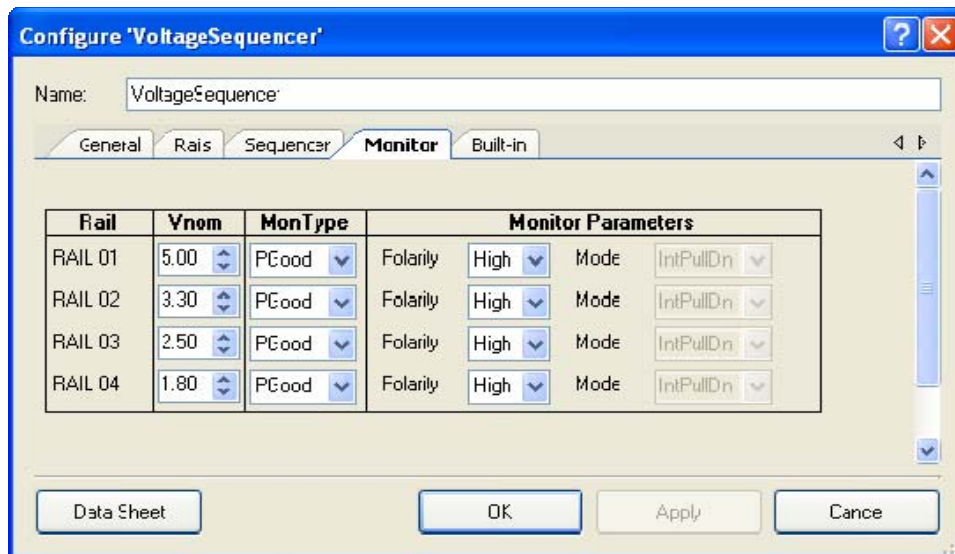 Configure 'VoltageSequencer'
Name: VoltageSequencer
General Rails Sequencer Monitor Built-in
Rail Vnom MonType Monitor Parameters
RAIL 01 5.00 PGood Polarity High Mode IntPullDn
RAIL 02 3.30 PGood Polarity High Mode IntPullDn
RAIL 03 2.50 PGood Polarity High Mode IntPullDn
RAIL 04 1.80 PGood Polarity High Mode IntPullDn
Data Sheet OK Apply Cancel